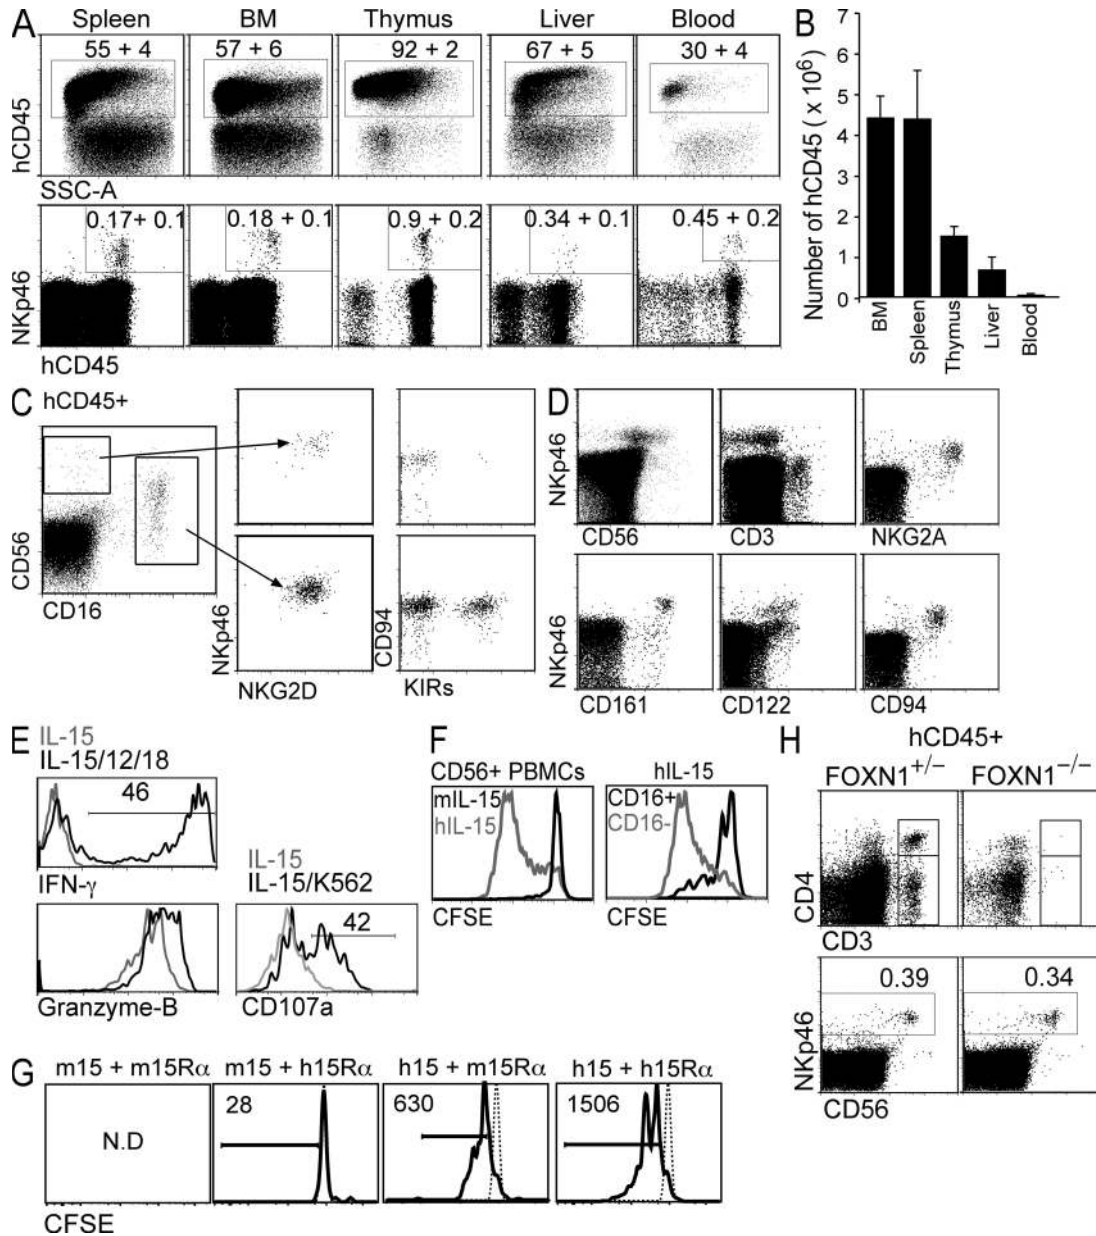 A
Spleen BM Thymus Liver Blood
55 + 4 57 + 6 92 + 2 67 + 5 30 + 4
hCD45
SSC-A
0.17+ 0.1 0.18 + 0.1 0.9 + 0.2 0.34 + 0.1 0.45 + 0.2
NKp46
hCD45
B
Number of hCD45 ( x 10⁶)
7
6
5
4
3
2
1
0
BM Spleen Thymus Liver Blood
C hCD45+
CD56
CD16
NKp46
NKG2D
CD94
KIRs
D
NKp46
CD56 CD3 NKG2A
NKp46
CD161 CD122 CD94
E
IL-15
IL-15/12/18
46
IFN-γ
Granzyme-B
IL-15
IL-15/K562
42
CD107a
F
CD56+ PBMCs
mIL-15
hIL-15
CFSE
hIL-15
CD16+
CD16-
CFSE
G
m15 + m15Rα m15 + h15Rα h15 + m15Rα h15 + h15Rα
N.D 28 630 1506
CFSE
H
hCD45+
FOXN1+/− FOXN1−/−
CD4
CD3
0.39 0.34
NKp46
CD56